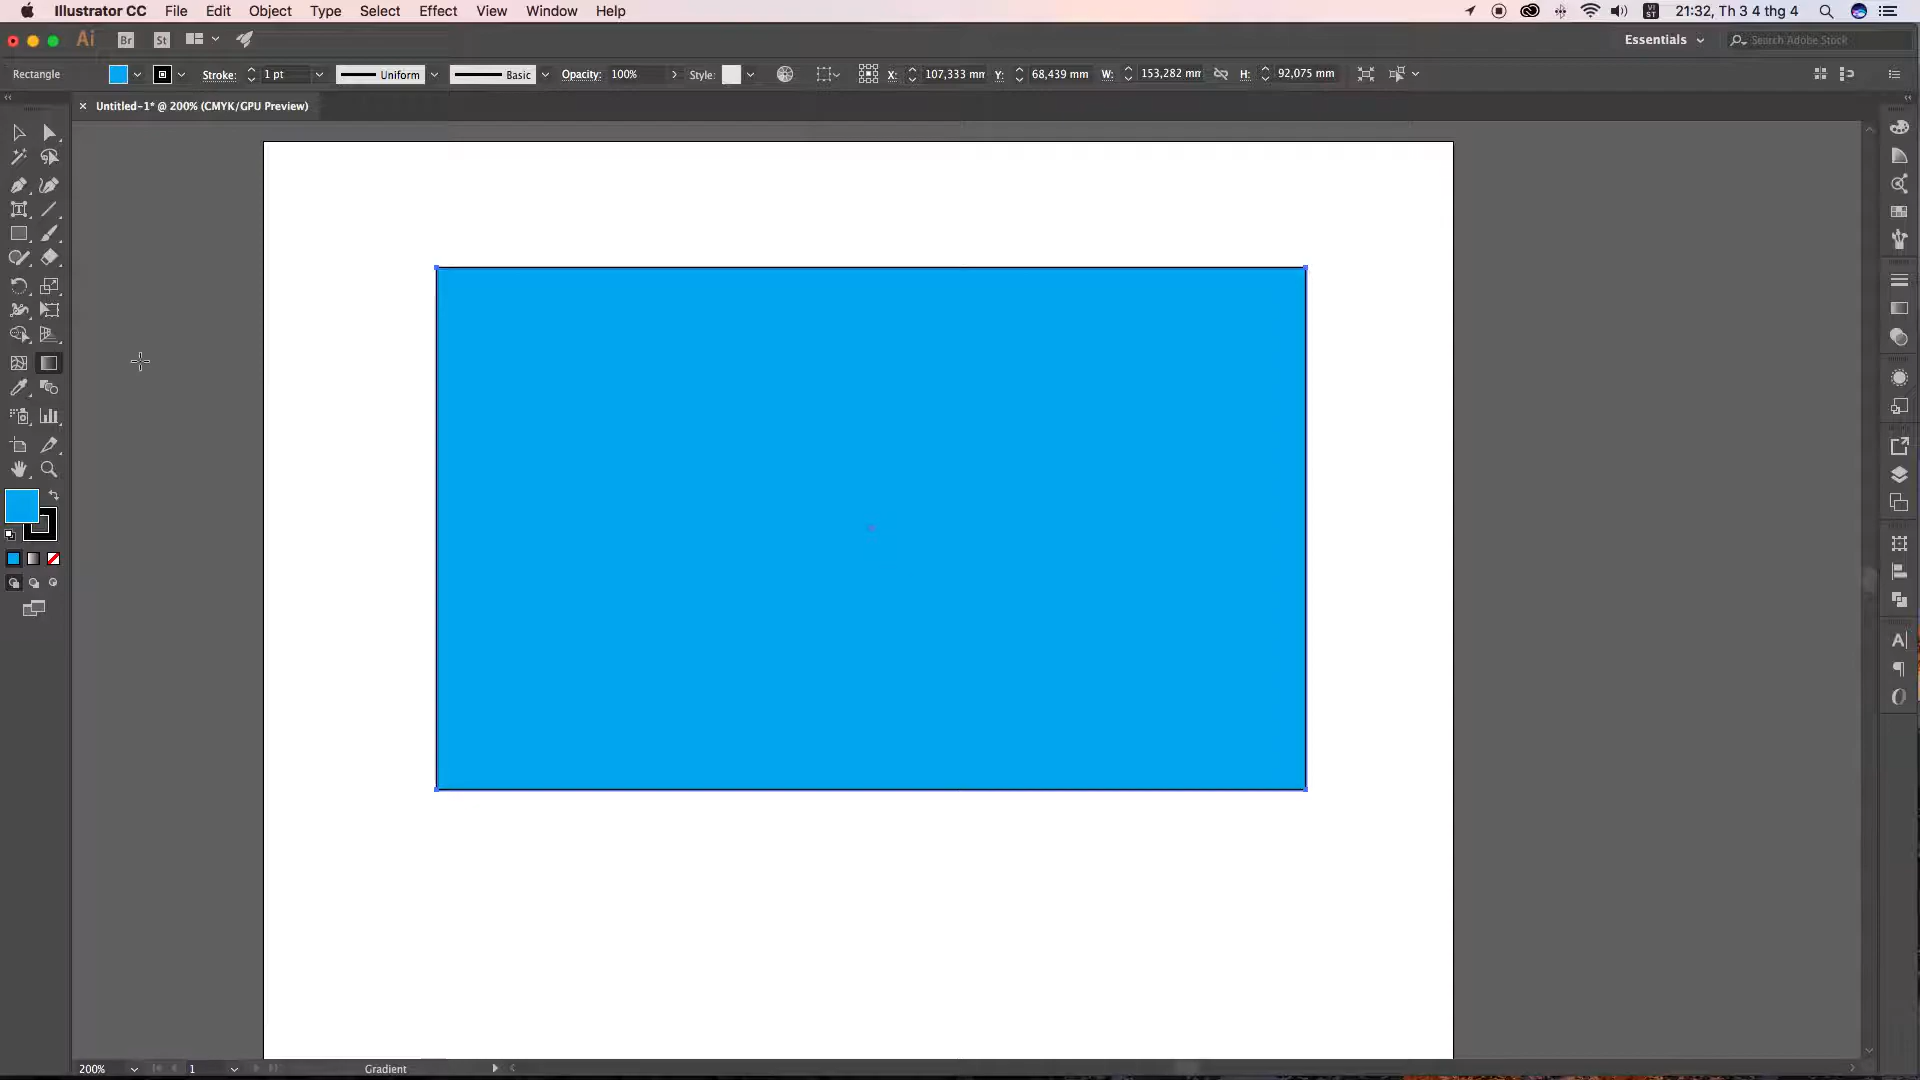 Illustrator CC File Edit Object Type Select Effect View Window Help VI ST 21:32, Th 3 4 thg 4
Ai Br St Essentials Search Adobe Stock
Rectangle Stroke: 1 pt Uniform Basic Opacity: 100% Style: X: 107,333 mm Y: 68,439 mm W: 153,282 mm H: 92,075 mm
Untitled-1* @ 200% (CMYK/GPU Preview)
200% 1 Gradient